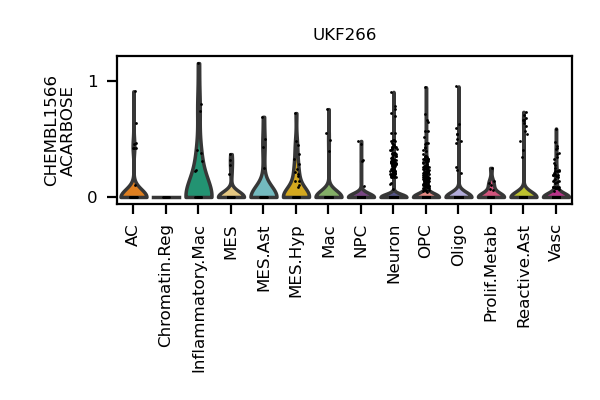 UKF266
CHEMBL1566
ACARBOSE
1
0
AC
Chromatin.Reg
Inflammatory.Mac
MES
MES.Ast
MES.Hyp
Mac
NPC
Neuron
OPC
Oligo
Prolif.Metab
Reactive.Ast
Vasc